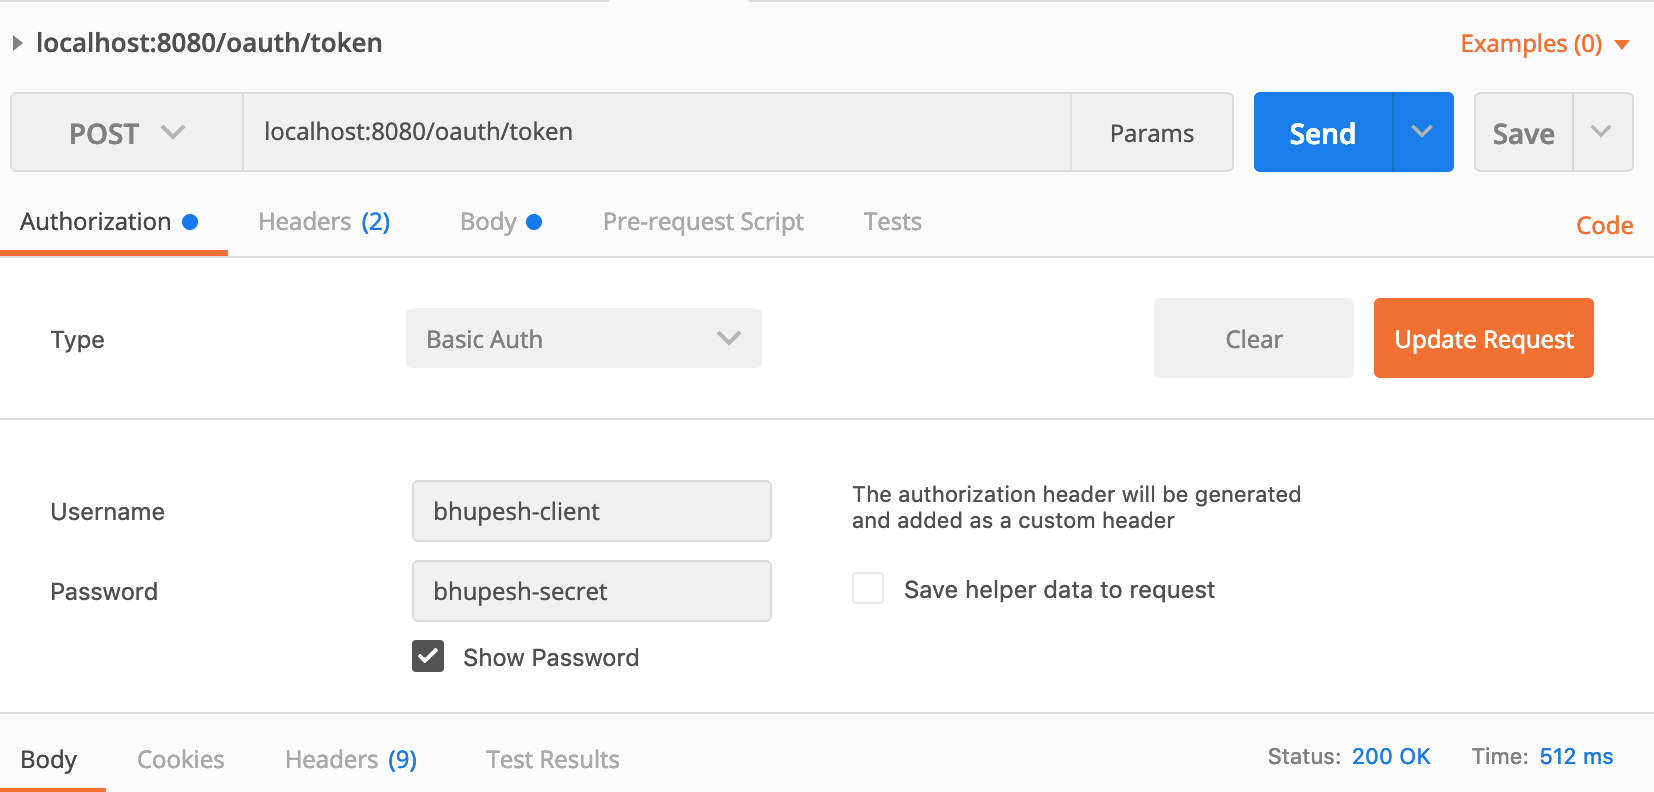 localhost:8080/oauth/token
Examples (0)
POST localhost:8080/oauth/token Params Send Save
Authorization Headers (2) Body Pre-request Script Tests Code
Type Basic Auth Clear Update Request
Username bhupesh-client
The authorization header will be generated
and added as a custom header
Password bhupesh-secret
Save helper data to request
Show Password
Body Cookies Headers (9) Test Results Status: 200 OK Time: 512 ms